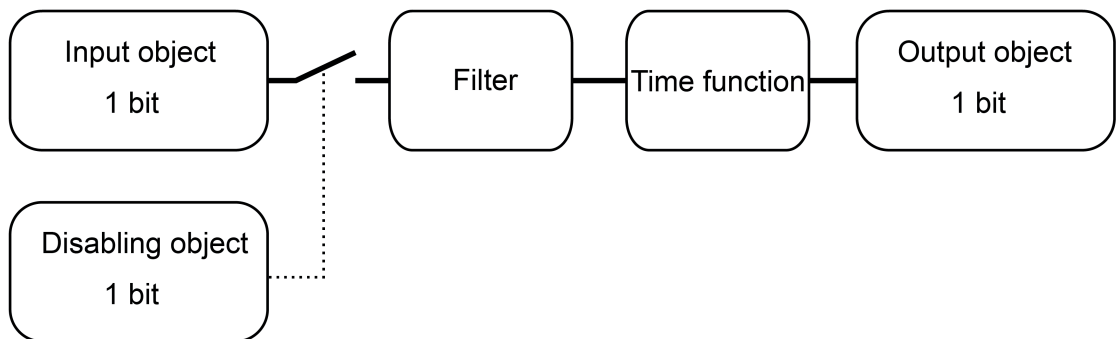 Input object
1 bit
Filter
Time function
Output object
1 bit
Disabling object
1 bit